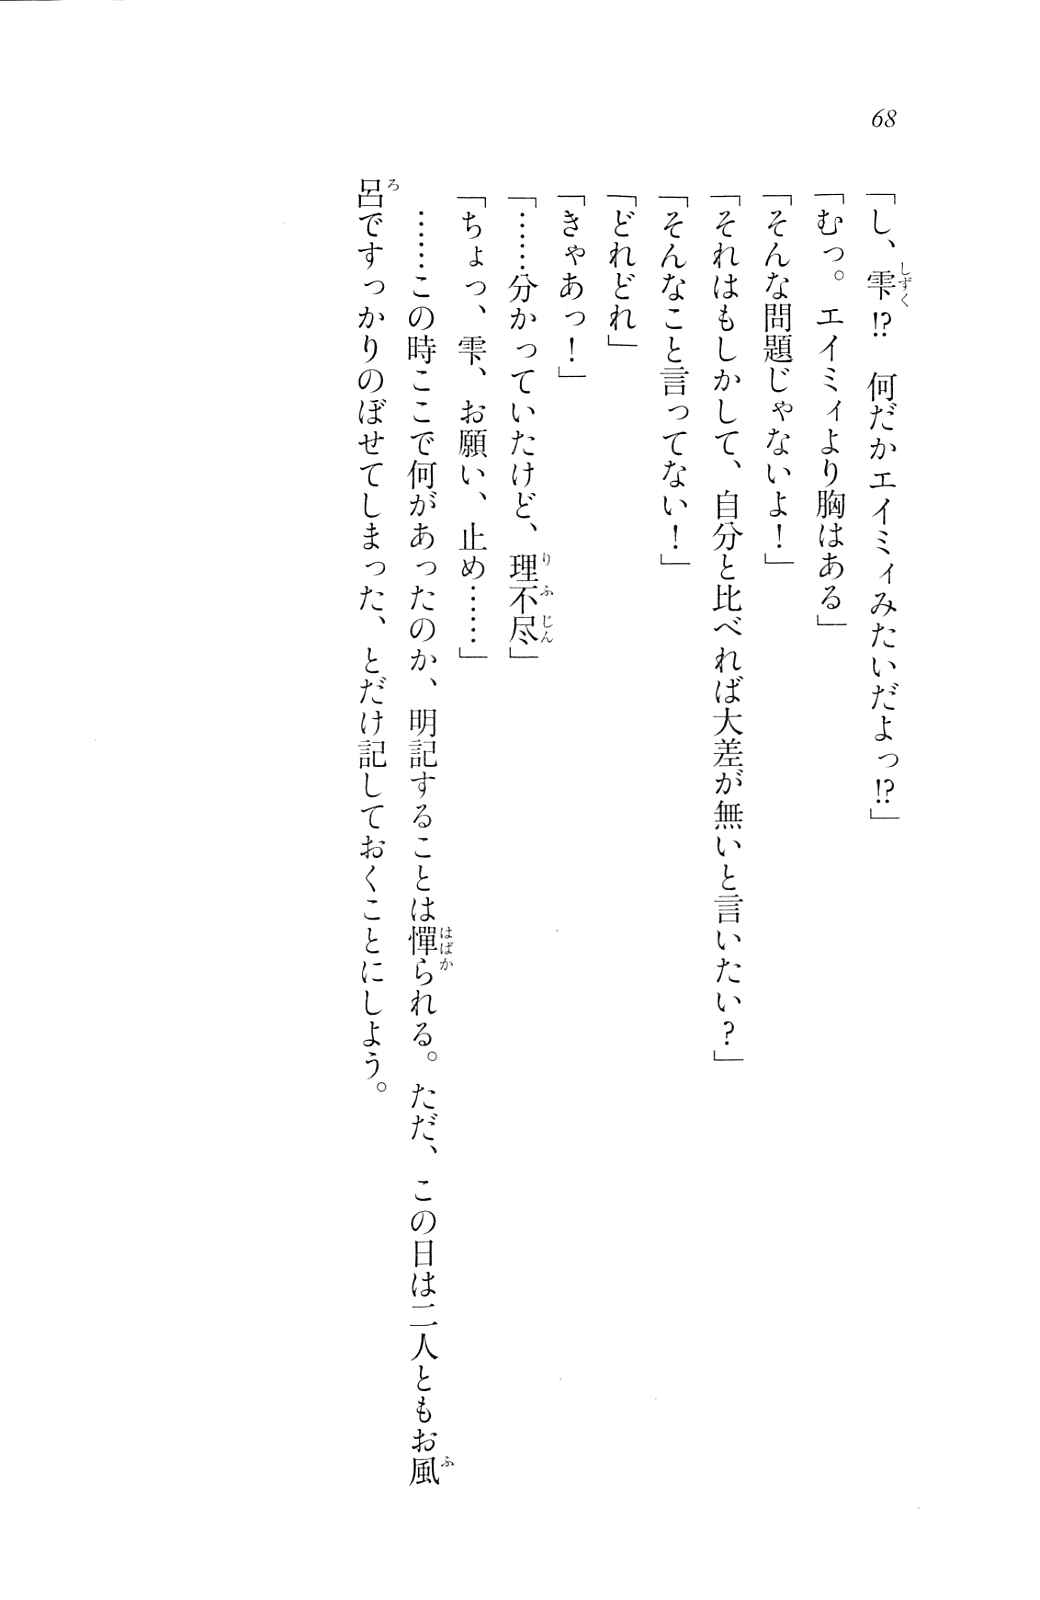 68
「し、雫!?　何だかエイミィみたいだよっ!?」
「むっ。エイミィより胸はある」
「そんな問題じゃないよ！」
「それはもしかして、自分と比べれば大差が無いと言いたい？」
「そんなこと言ってない！」
「どれどれ」
「きゃあっ！」
「……分かっていたけど、理不尽」
「ちょっ、雫、お願い、止め……」
……この時ここで何があったのか、明記することは憚られる。ただ、この日は二人ともお風
呂ですっかりのぼせてしまった、とだけ記しておくことにしよう。